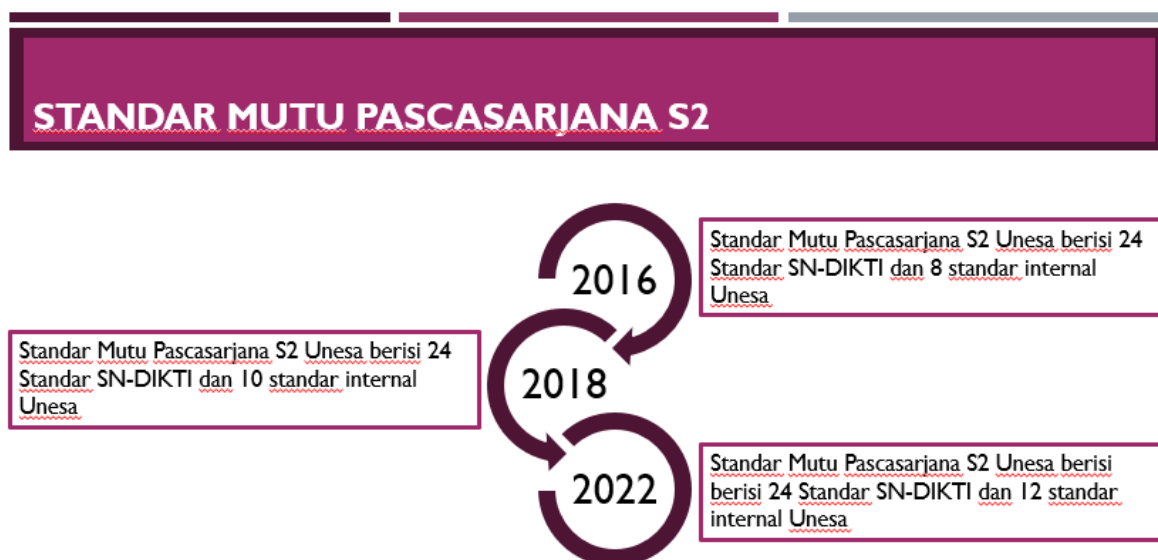 STANDAR MUTU PASCASARJANA S2
2016
Standar Mutu Pascasarjana S2 Unesa berisi 24
Standar SN-DIKTI dan 8 standar internal
Unesa
Standar Mutu Pascasarjana S2 Unesa berisi 24
Standar SN-DIKTI dan 10 standar internal
Unesa
2018
2022
Standar Mutu Pascasarjana S2 Unesa berisi
berisi 24 Standar SN-DIKTI dan 12 standar
internal Unesa